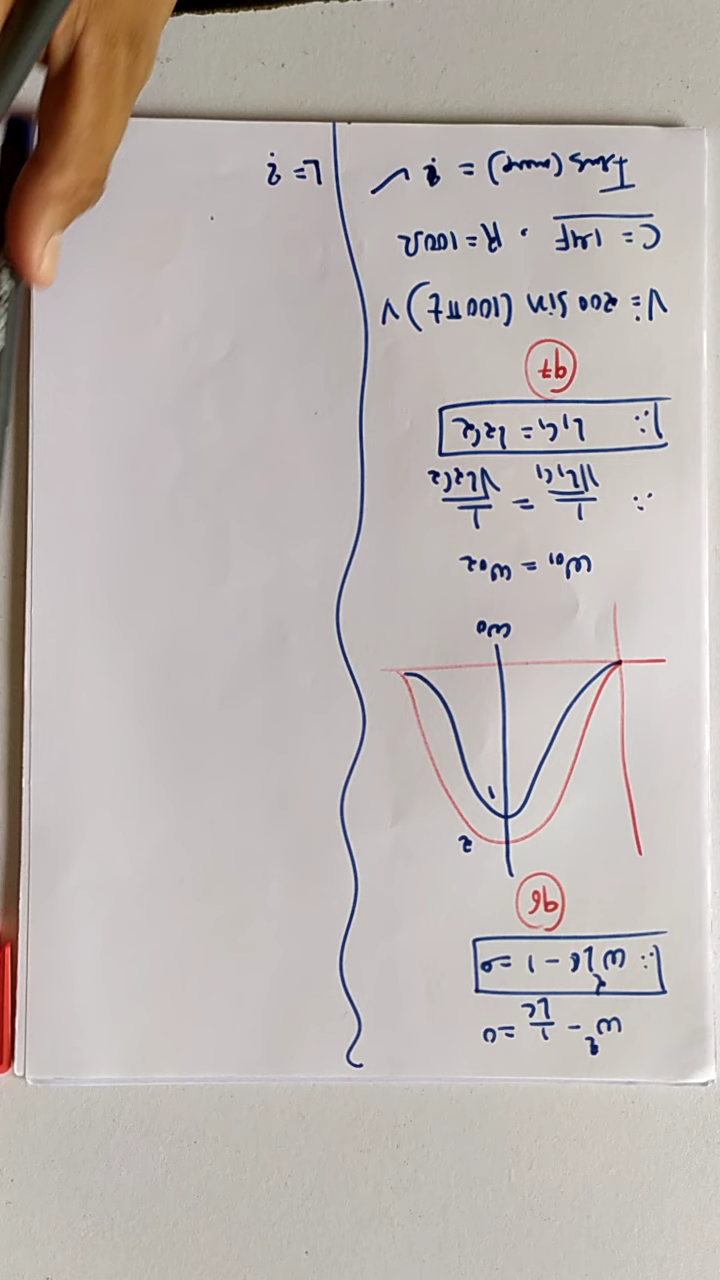 ω² - 1/LC = 0
∴ ω²LC - 1 = 0
96
2
1
ω₀
ω₀₁ = ω₀₂
∴ 1/√L₁C₁ = 1/√L₂C₂
∴ L₁C₁ = L₂C₂
97
V = 200 sin (100πt) V
C = 1μF , R = 100Ω
(max) = ?
L = ?